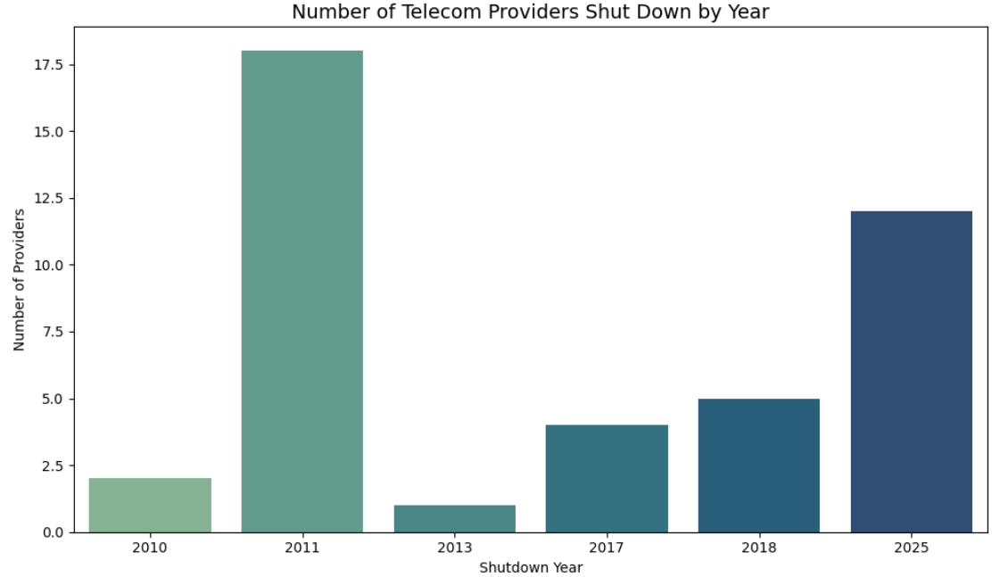 Number of Telecom Providers Shut Down by Year
Number of Providers
17.5
15.0
12.5
10.0
7.5
5.0
2.5
0.0
2010 2011 2013 2017 2018 2025
Shutdown Year